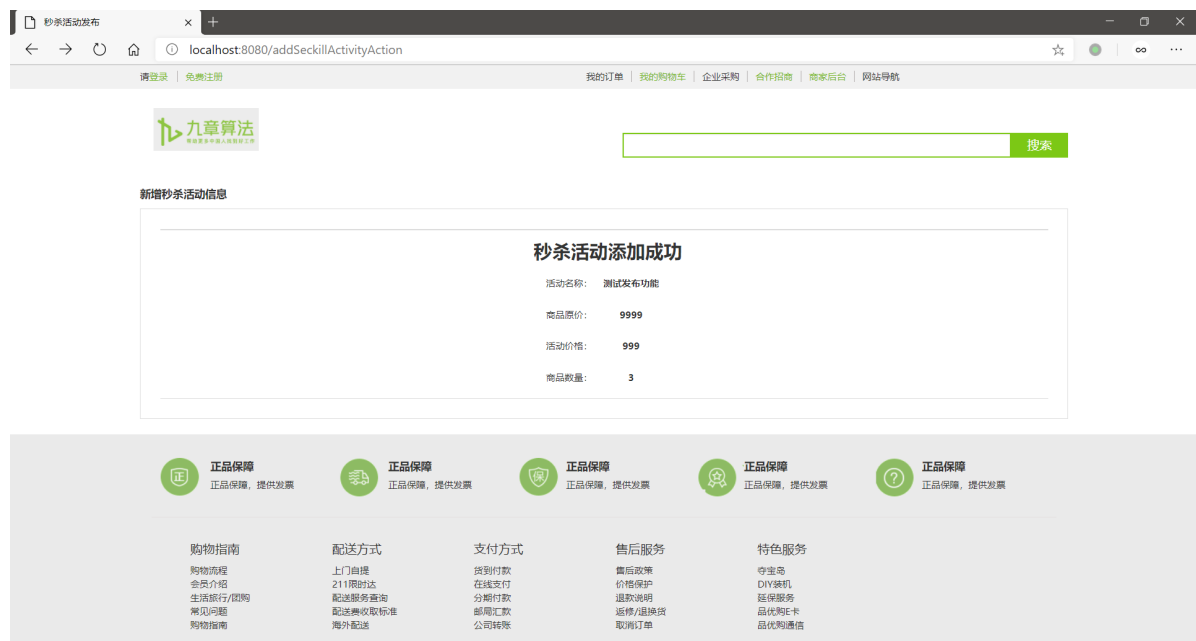 秒杀活动发布
localhost:8080/addSeckillActivityAction
请登录 免费注册 我的订单 我的购物车 企业采购 合作招商 商家后台 网站导航
九章算法
搜索
新增秒杀活动信息
秒杀活动添加成功
活动名称： 测试发布功能
商品原价： 9999
活动价格： 999
商品数量： 3
正品保障 正品保障 正品保障 正品保障 正品保障
正品保障，提供发票 正品保障，提供发票 正品保障，提供发票 正品保障，提供发票 正品保障，提供发票
购物指南 配送方式 支付方式 售后服务 特色服务
购物流程 上门自提 货到付款 售后政策 夺宝岛
会员介绍 211限时达 在线支付 价格保护 DIY装机
生活旅行/团购 配送服务查询 分期付款 退款说明 延保服务
常见问题 配送费收取标准 邮局汇款 返修/退换货 品优购E卡
购物指南 海外配送 公司转账 取消订单 品优购通信